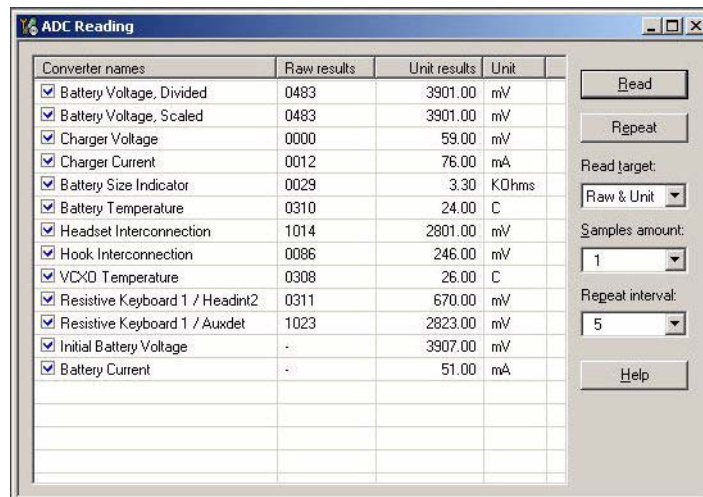 ADC Reading
Converter names Raw results Unit results Unit
Battery Voltage, Divided 0483 3901.00 mV
Battery Voltage, Scaled 0483 3901.00 mV
Charger Voltage 0000 59.00 mV
Charger Current 0012 76.00 mA
Battery Size Indicator 0029 3.30 KOhms
Battery Temperature 0310 24.00 C
Headset Interconnection 1014 2801.00 mV
Hook Interconnection 0086 246.00 mV
VCXO Temperature 0308 26.00 C
Resistive Keyboard 1 / Headint2 0311 670.00 mV
Resistive Keyboard 1 / Auxdet 1023 2823.00 mV
Initial Battery Voltage - 3907.00 mV
Battery Current - 51.00 mA
Read
Repeat
Read target:
Raw & Unit
Samples amount:
1
Repeat interval:
5
Help